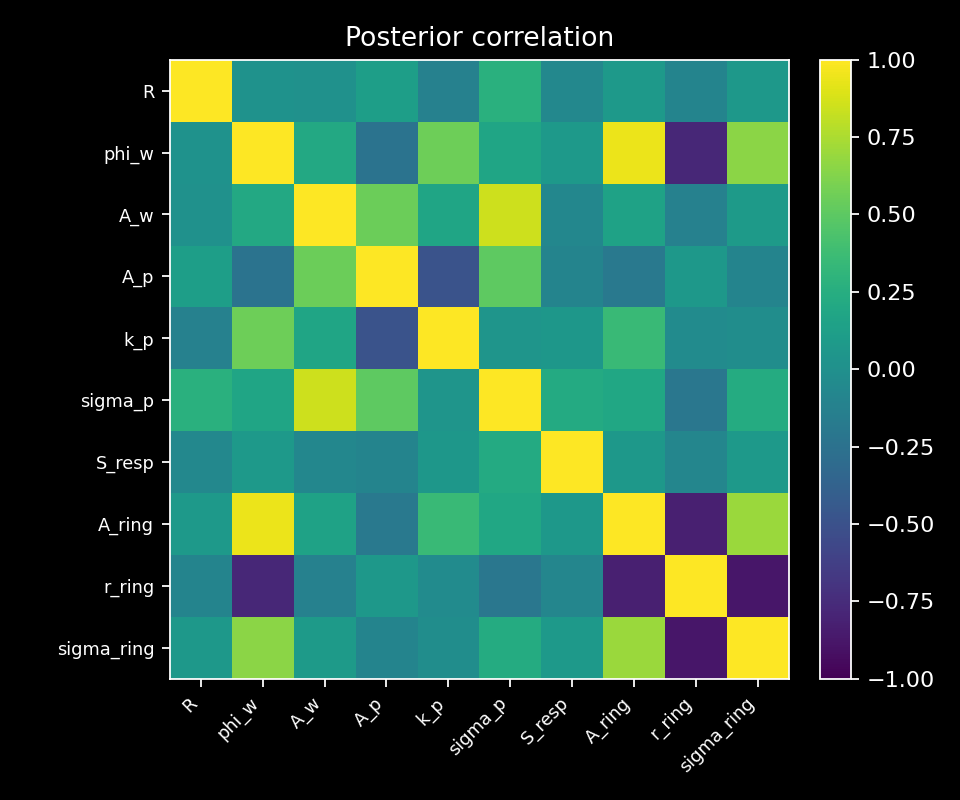 Posterior correlation
R
phi_w
A_w
A_p
k_p
sigma_p
S_resp
A_ring
r_ring
sigma_ring
R
phi_w
A_w
A_p
k_p
sigma_p
S_resp
A_ring
r_ring
sigma_ring
1.00
0.75
0.50
0.25
0.00
−0.25
−0.50
−0.75
−1.00